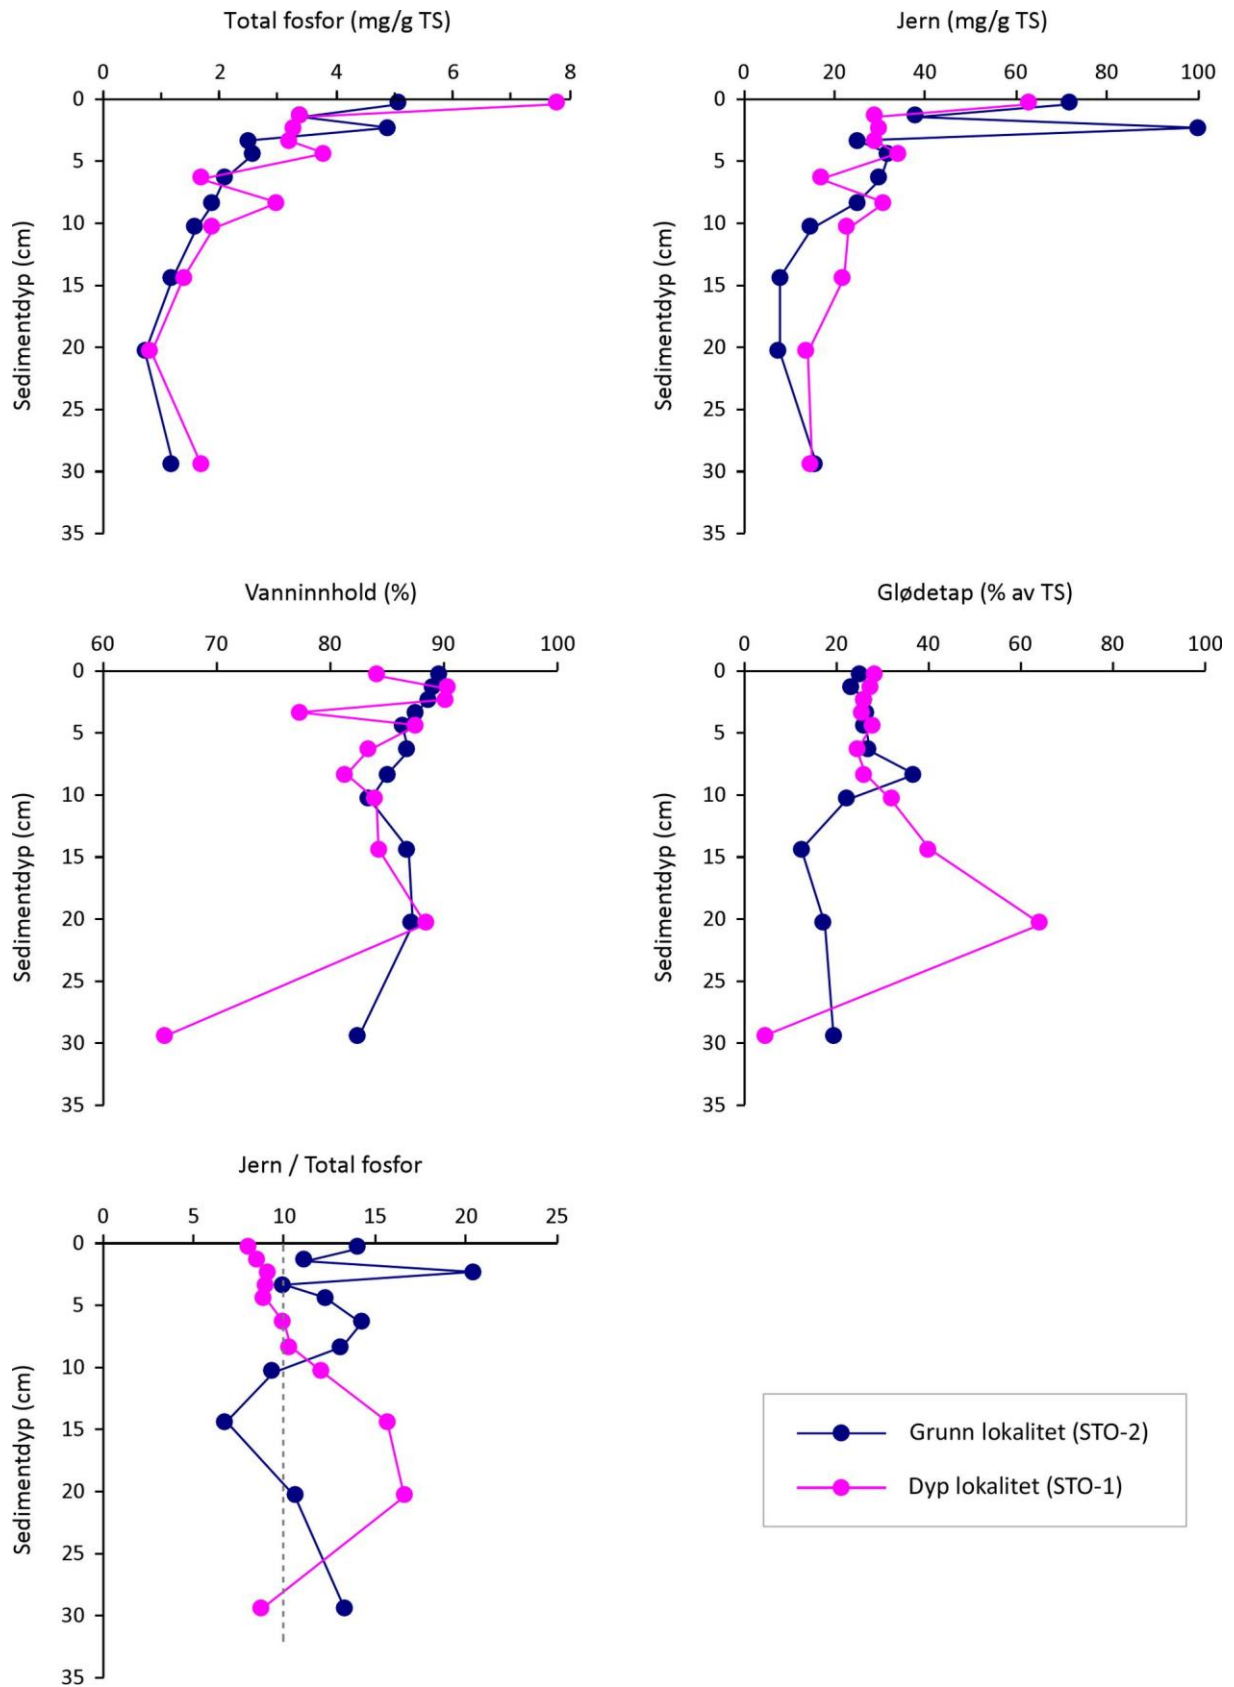 Total fosfor (mg/g TS)
0 2 4 6 8
0
5
10
15
20
25
30
35
Sedimentdyp (cm)
Jern (mg/g TS)
0 20 40 60 80 100
0
5
10
15
20
25
30
35
Sedimentdyp (cm)
Vanninnhold (%)
60 70 80 90 100
0
5
10
15
20
25
30
35
Sedimentdyp (cm)
Glødetap (% av TS)
0 20 40 60 80 100
0
5
10
15
20
25
30
35
Sedimentdyp (cm)
Jern / Total fosfor
0 5 10 15 20 25
0
5
10
15
20
25
30
35
Sedimentdyp (cm)
Grunn lokalitet (STO-2)
Dyp lokalitet (STO-1)